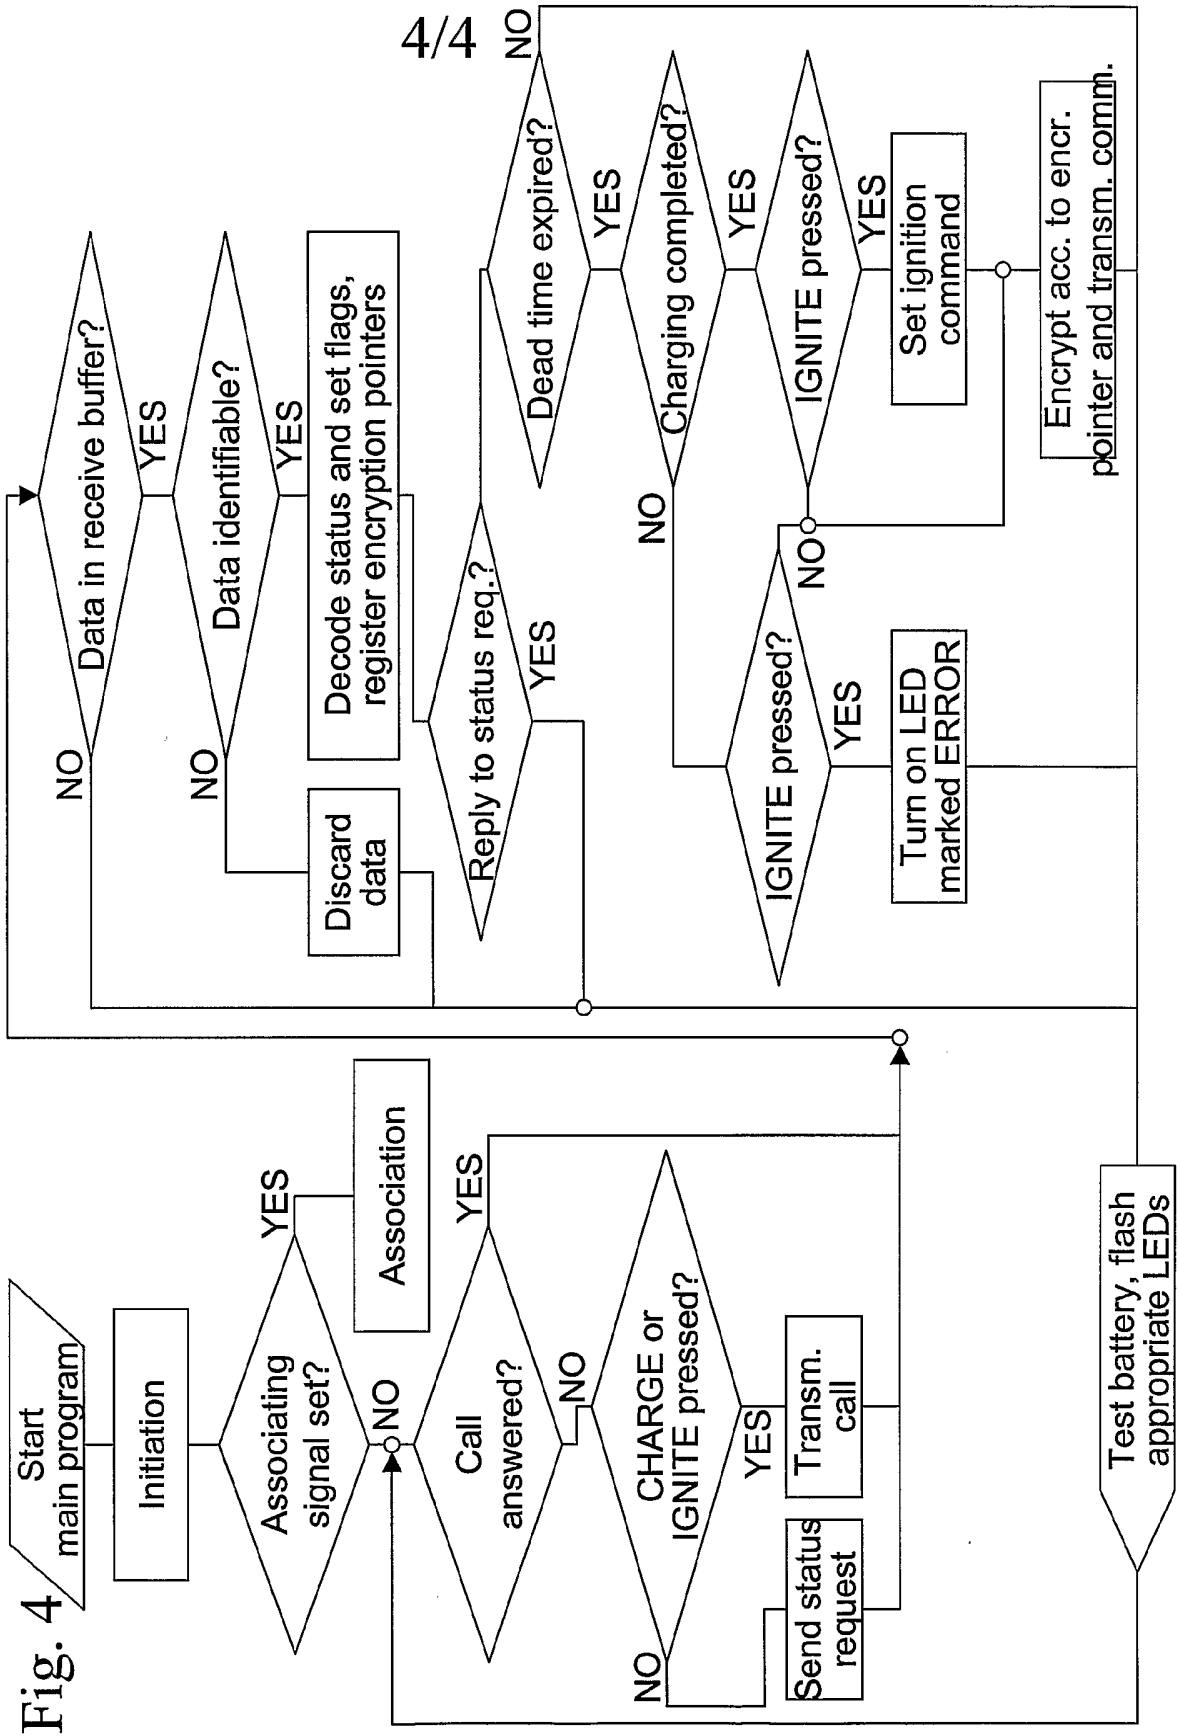 4/4
Fig. 4
Start
main program
Initiation
Associating
signal set?
YES
Association
NO
Call
answered?
YES
NO
CHARGE or
IGNITE pressed?
NO
YES
Send status
request
Transm.
call
Test battery, flash
appropriate LEDs
Data in receive buffer?
NO
YES
Data identifiable?
NO
YES
Discard
data
Decode status and set flags,
register encryption pointers
Reply to status req.?
YES
Dead time expired?
NO
YES
Charging completed?
NO
YES
IGNITE pressed?
NO
YES
IGNITE pressed?
YES
Turn on LED
marked ERROR
Set ignition
command
Encrypt acc. to encr.
pointer and transm. comm.